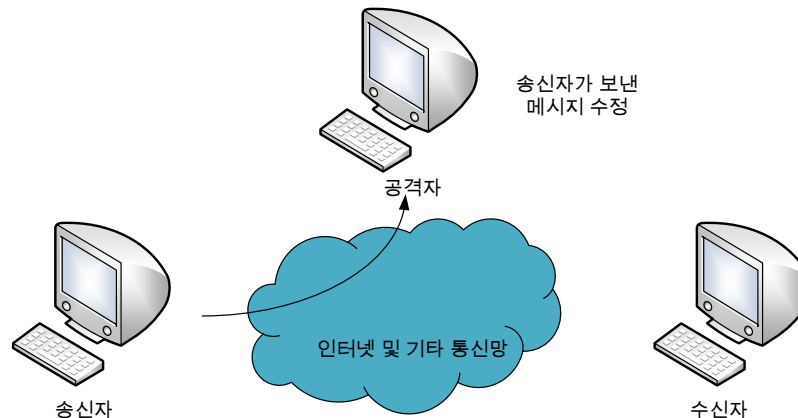 송신자가 보낸
메시지 수정
공격자
인터넷 및 기타 통신망
송신자
수신자